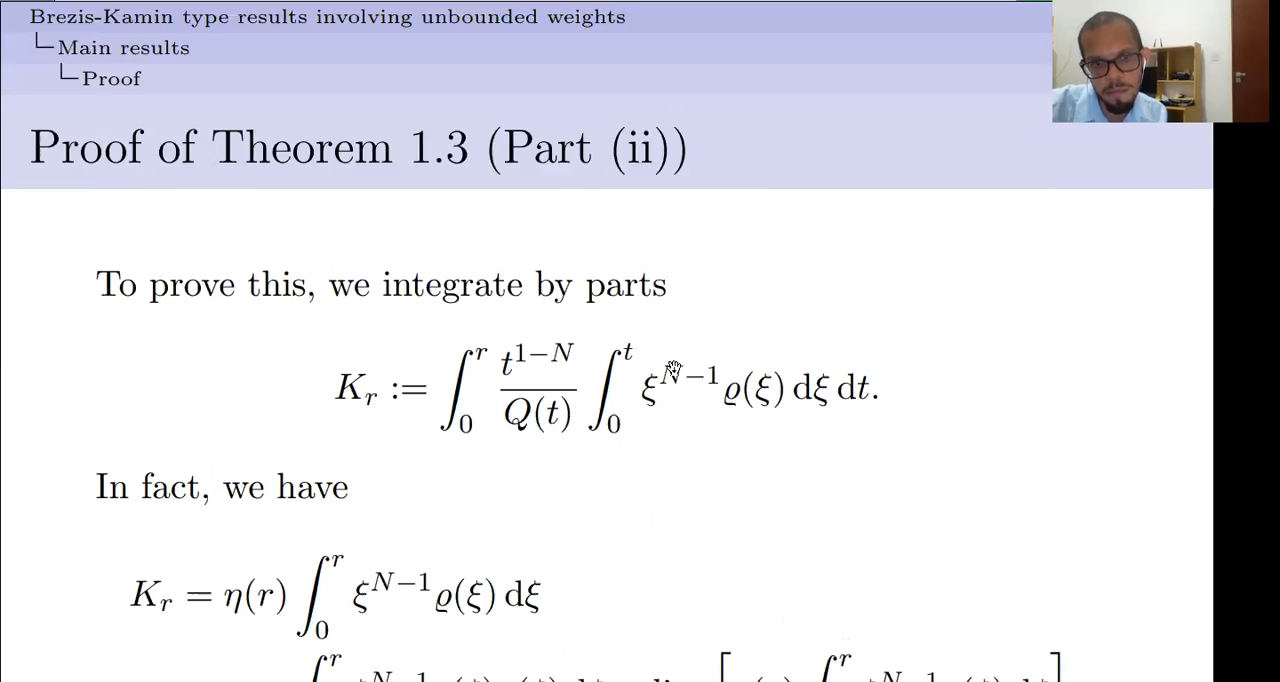 Brezis-Kamin type results involving unbounded weights
Main results
Proof
Proof of Theorem 1.3 (Part (ii))
To prove this, we integrate by parts
K_r := ∫_0^r t^{1−N}/Q(t) ∫_0^t ξ^{N−1}ϱ(ξ) dξ dt.
In fact, we have
K_r = η(r) ∫_0^r ξ^{N−1}ϱ(ξ) dξ